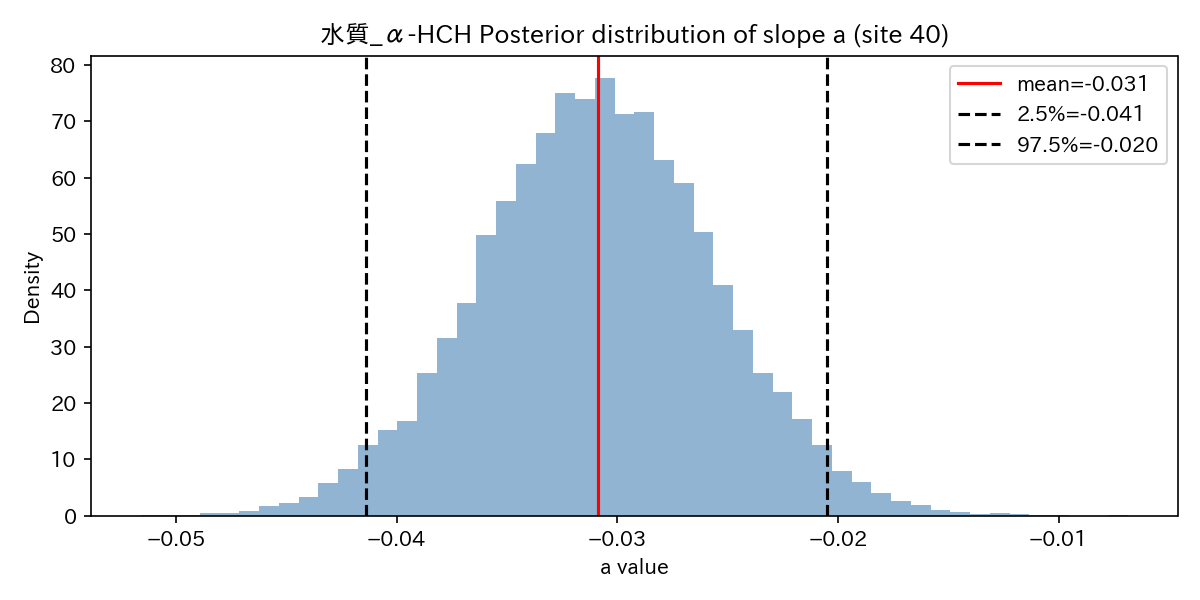 水質_α-HCH Posterior distribution of slope a (site 40)
mean=-0.031
2.5%=-0.041
97.5%=-0.020
Density
80
70
60
50
40
30
20
10
0
−0.05 −0.04 −0.03 −0.02 −0.01
a value